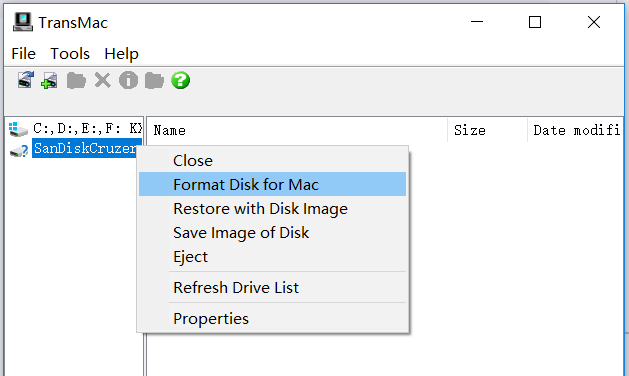 TransMac
File Tools Help
Name Size Date modifi
C:,D:,E:,F: KX
SanDiskCruzer
Close
Format Disk for Mac
Restore with Disk Image
Save Image of Disk
Eject
Refresh Drive List
Properties